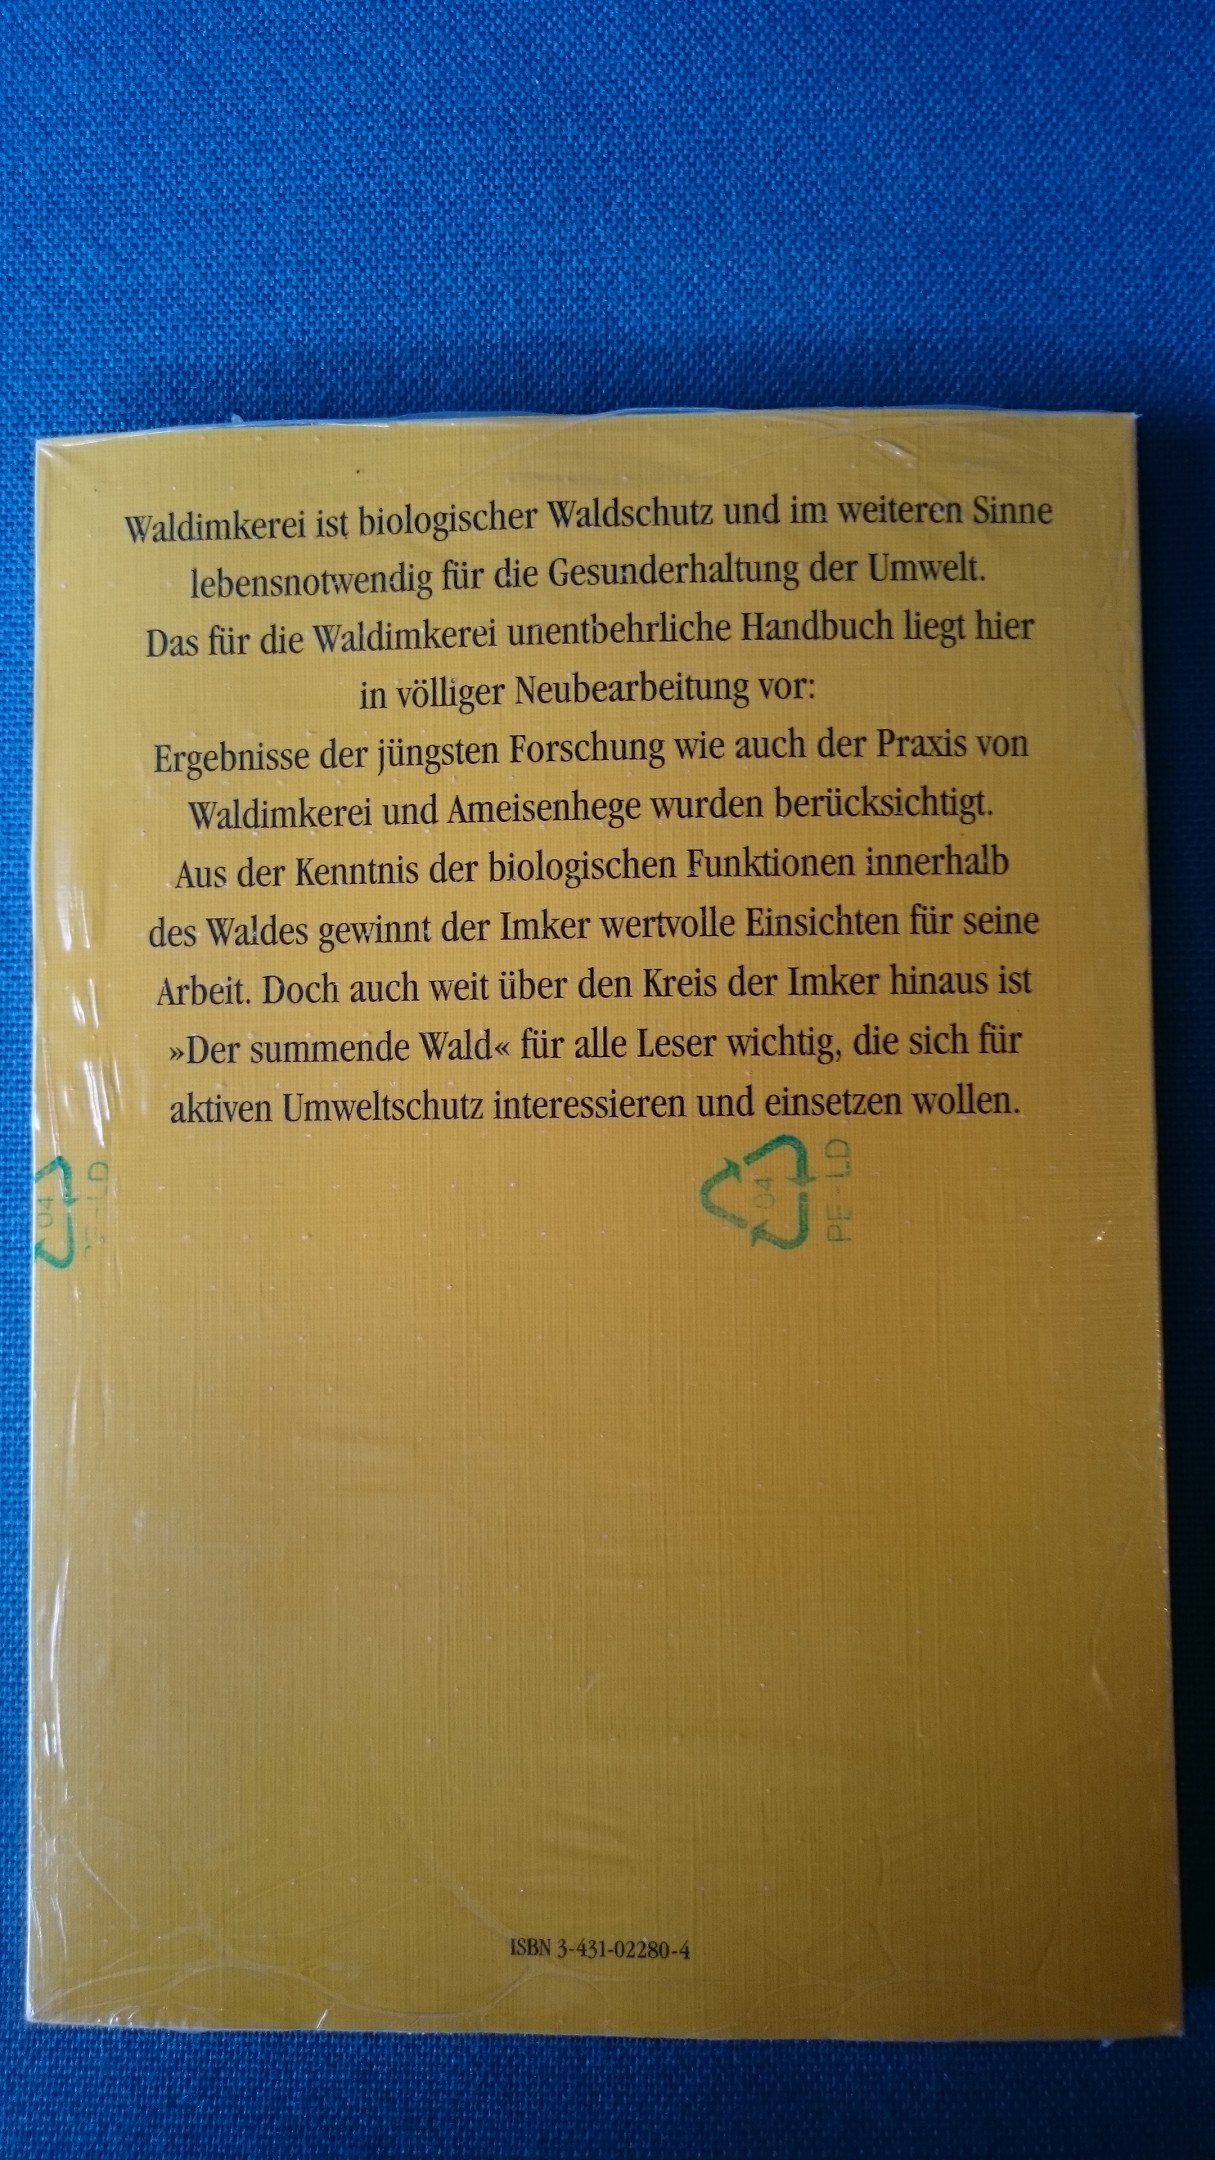 Waldimkerei ist biologischer Waldschutz und im weiteren Sinne
lebensnotwendig für die Gesunderhaltung der Umwelt.
Das für die Waldimkerei unentbehrliche Handbuch liegt hier
in völliger Neubearbeitung vor:
Ergebnisse der jüngsten Forschung wie auch der Praxis von
Waldimkerei und Ameisenhege wurden berücksichtigt.
Aus der Kenntnis der biologischen Funktionen innerhalb
des Waldes gewinnt der Imker wertvolle Einsichten für seine
Arbeit. Doch auch weit über den Kreis der Imker hinaus ist
»Der summende Wald« für alle Leser wichtig, die sich für
aktiven Umweltschutz interessieren und einsetzen wollen.
04
PE-LD
04
PE-LD
ISBN 3-431-02280-4